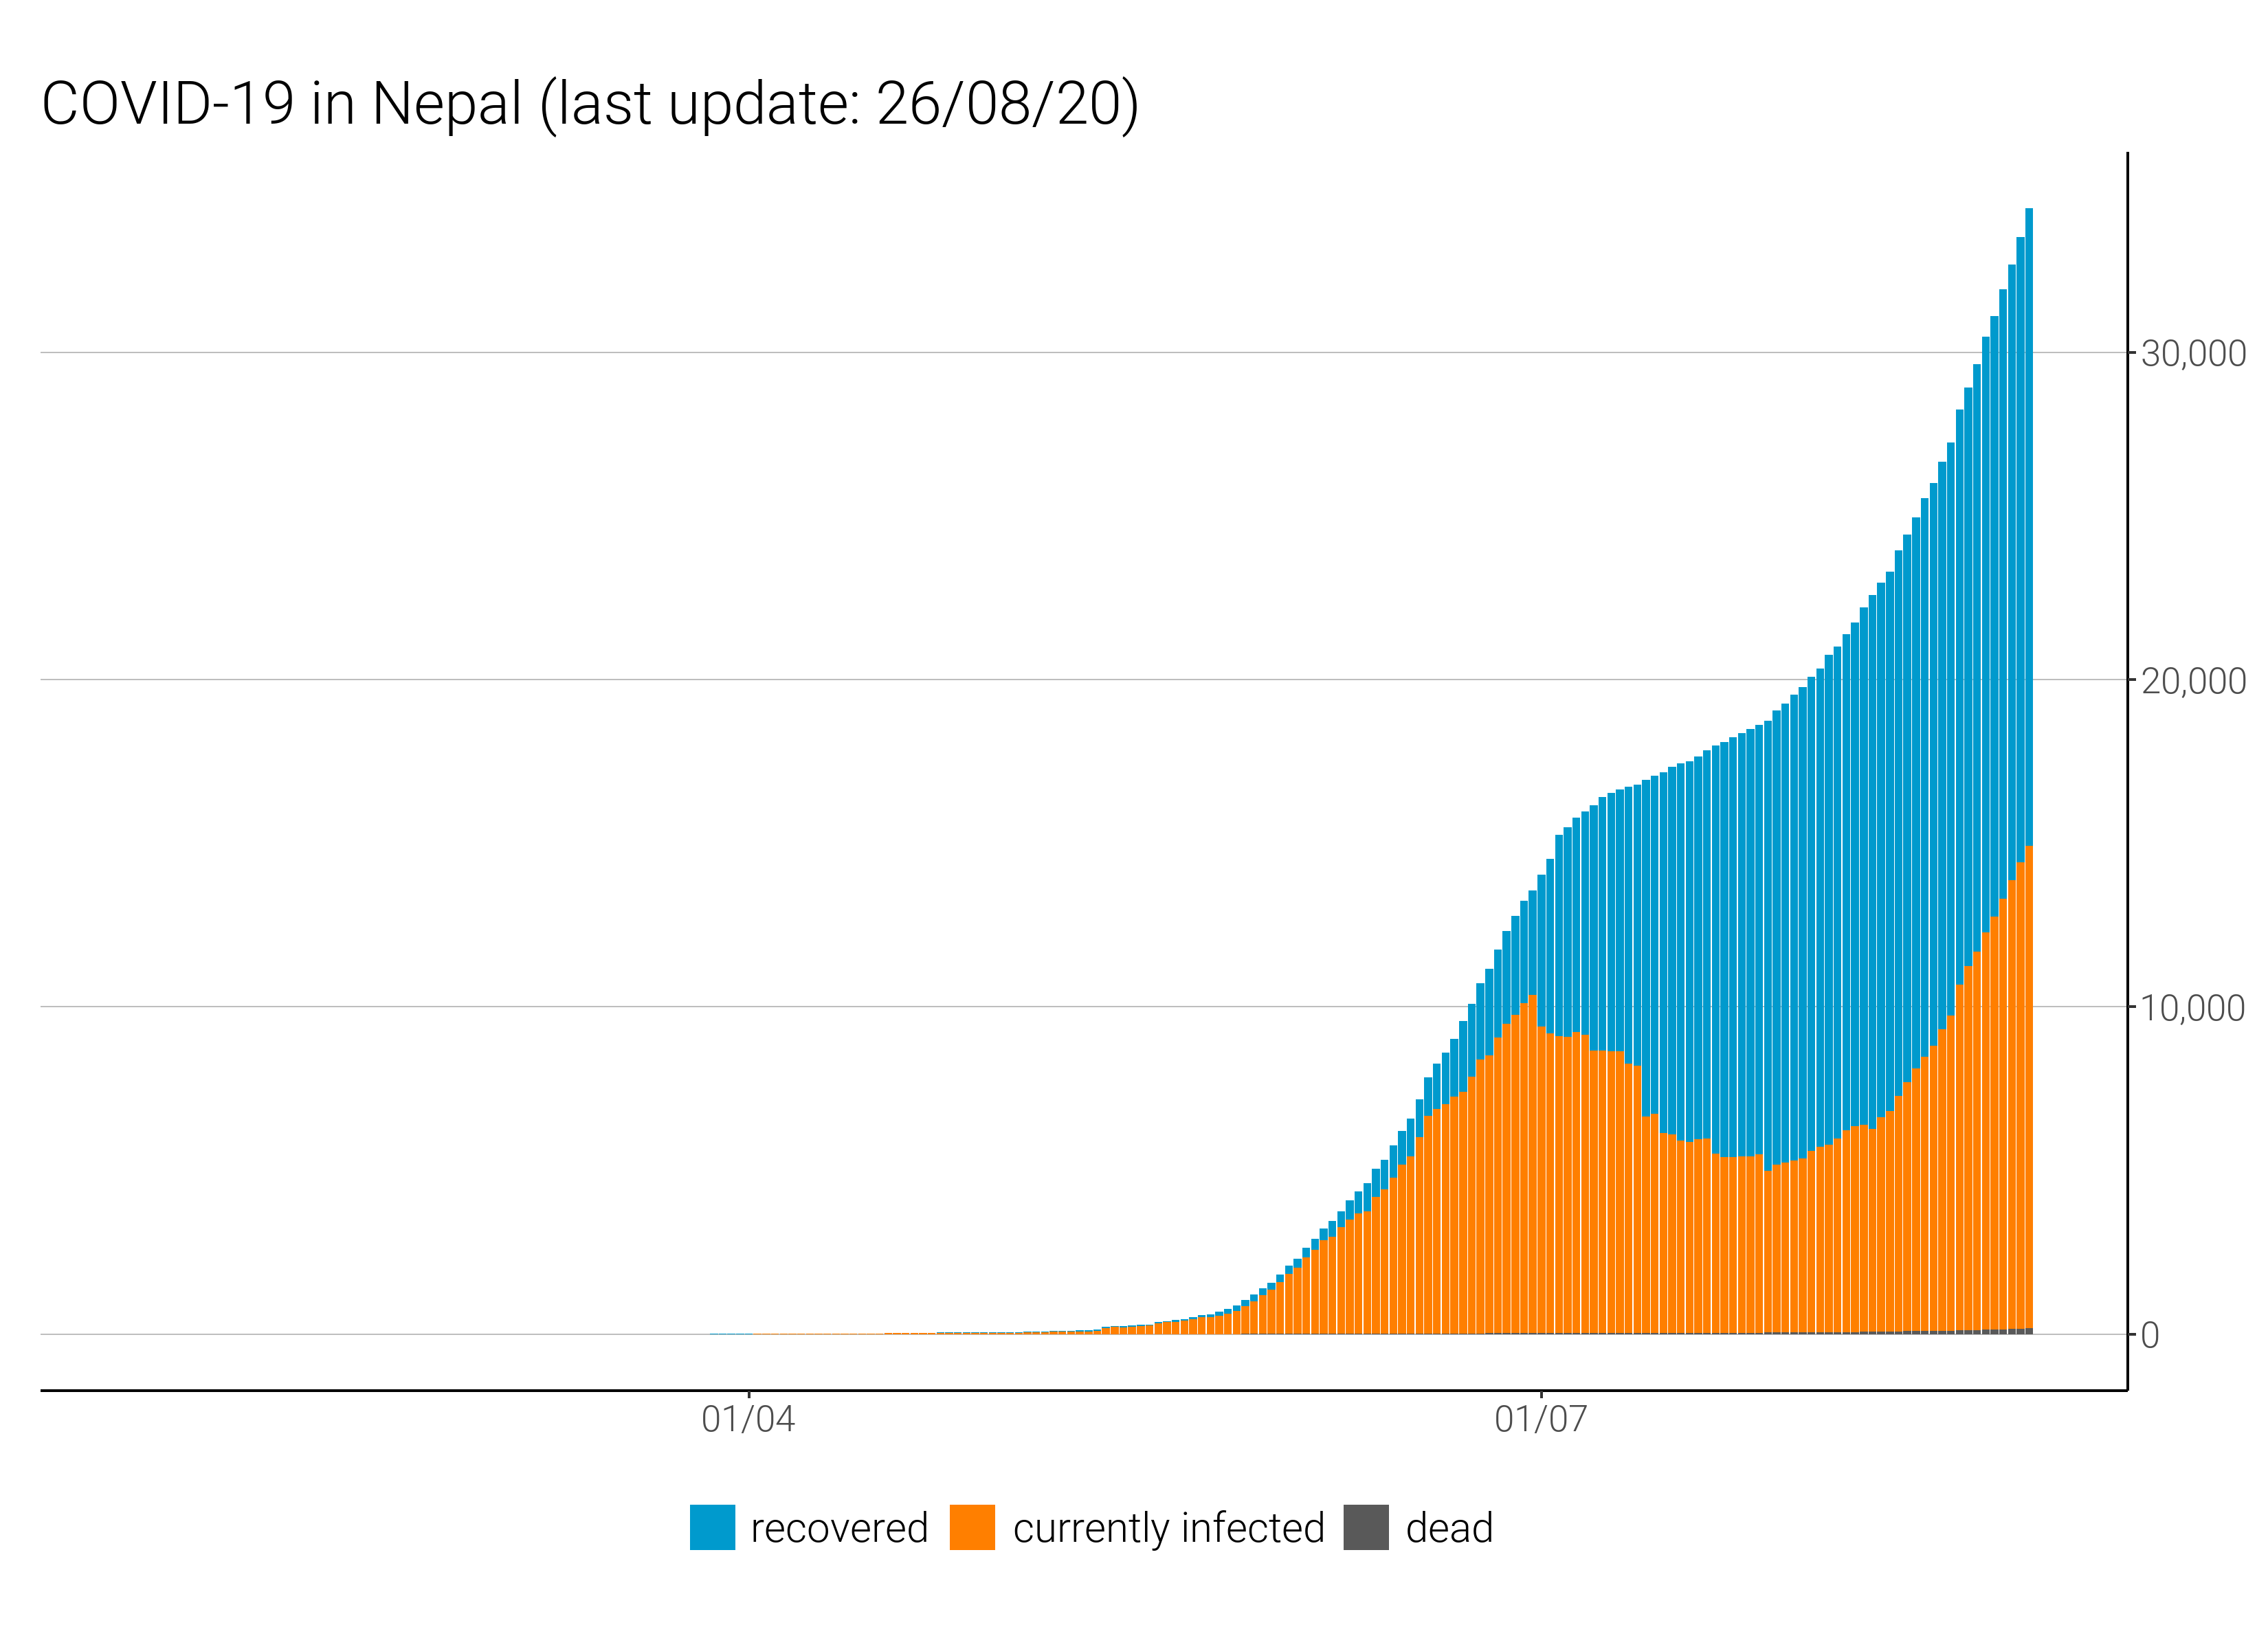 COVID-19 in Nepal (last update: 26/08/20)
30,000
20,000
10,000
0
01/04 01/07
recovered currently infected dead